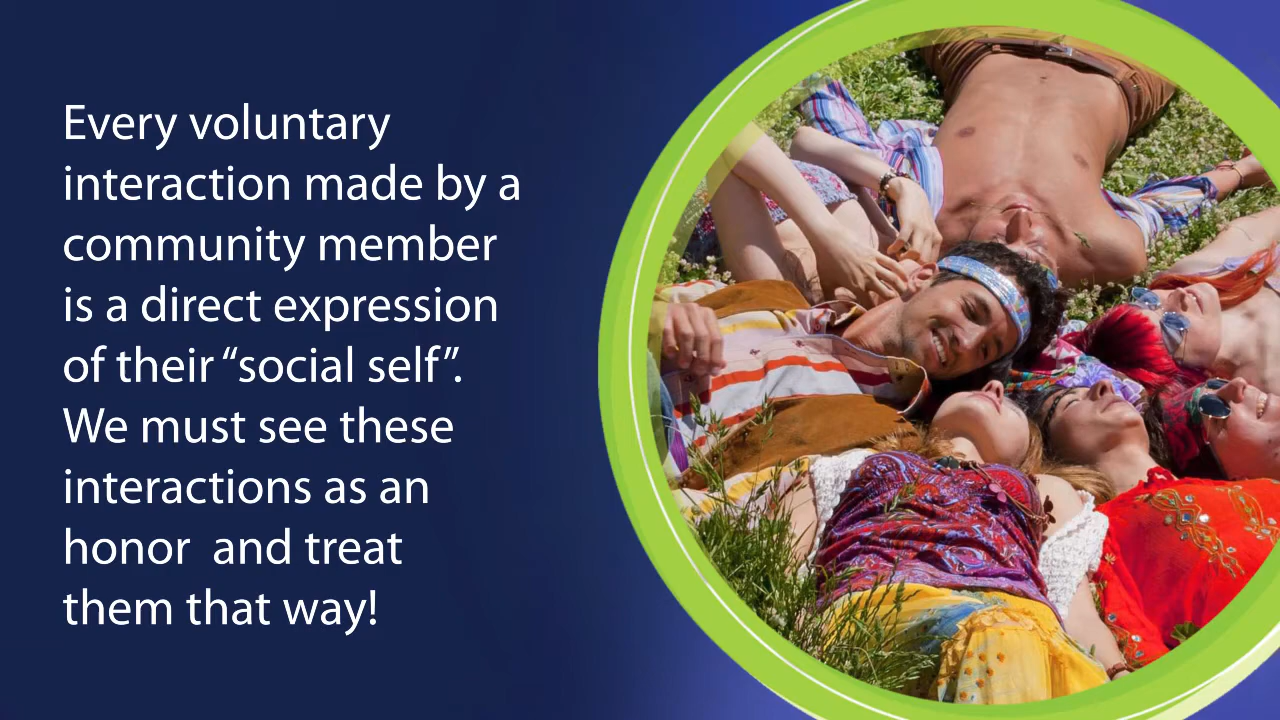 Every voluntary
interaction made by a
community member
is a direct expression
of their “social self”.
We must see these
interactions as an
honor  and treat
them that way!